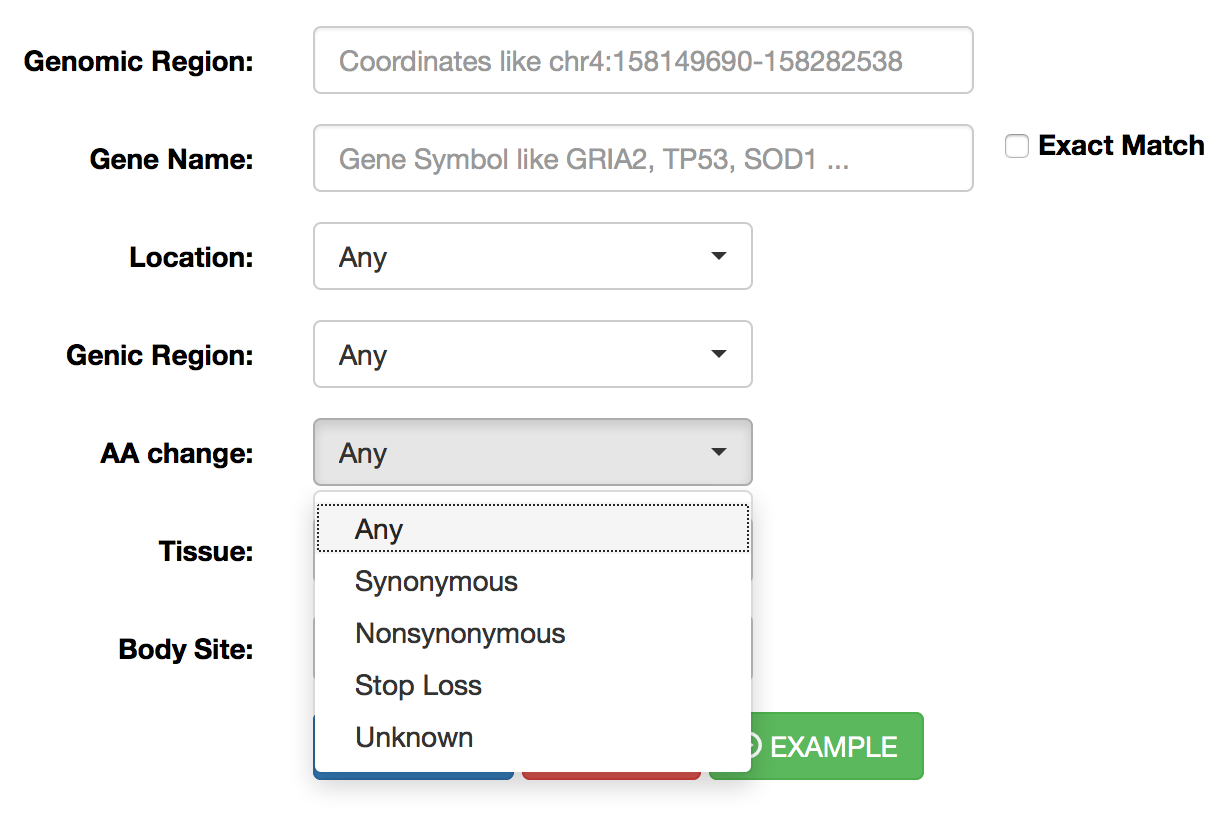 Genomic Region: Coordinates like chr4:158149690-158282538
Gene Name: Gene Symbol like GRIA2, TP53, SOD1 ... Exact Match
Location: Any
Genic Region: Any
AA change: Any
Any
Tissue:
Synonymous
Nonsynonymous
Body Site:
Stop Loss
Unknown
EXAMPLE